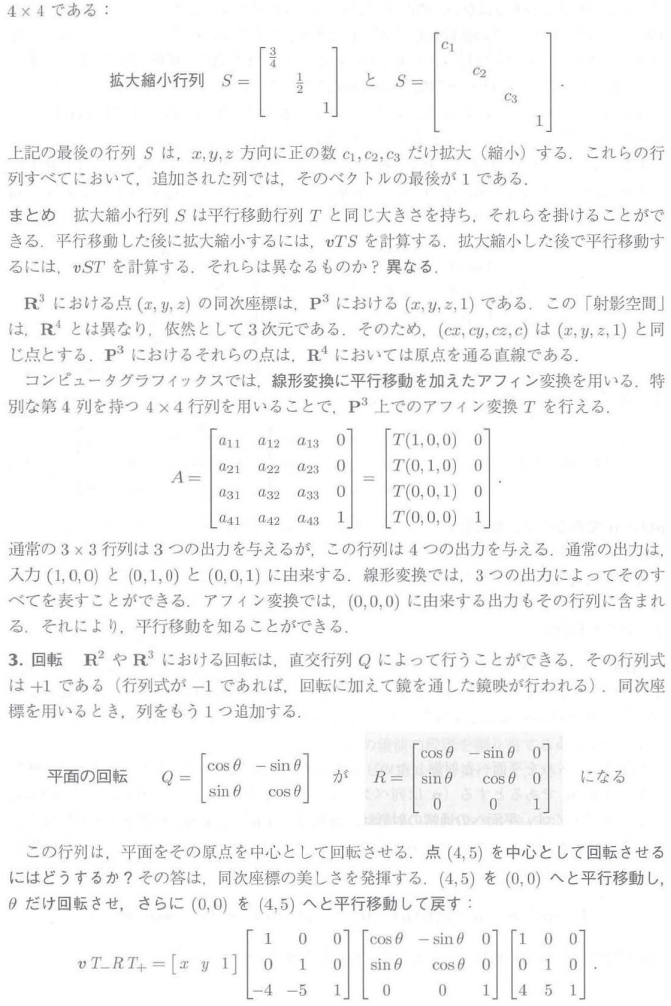 4 × 4 である：
拡大縮小行列 S = [ 3/4 1/2 1 ] と S = [ c₁ c₂ c₃ 1 ] .
上記の最後の行列 S は，x, y, z 方向に正の数 c₁, c₂, c₃ だけ拡大（縮小）する．これらの行
列すべてにおいて，追加された列では，そのベクトルの最後が 1 である．
まとめ 拡大縮小行列 S は平行移動行列 T と同じ大きさを持ち，それらを掛けることがで
きる．平行移動した後に拡大縮小するには，vTS を計算する．拡大縮小した後で平行移動す
るには，vST を計算する．それらは異なるものか？異なる．
R³ における点 (x, y, z) の同次座標は，P³ における (x, y, z, 1) である．この「射影空間」
は，R⁴ とは異なり，依然として 3 次元である．そのため，(cx, cy, cz, c) は (x, y, z, 1) と同
じ点とする．P³ におけるそれらの点は，R⁴ においては原点を通る直線である．
コンピュータグラフィックスでは，線形変換に平行移動を加えたアフィン変換を用いる．特
別な第 4 列を持つ 4 × 4 行列を用いることで，P³ 上でのアフィン変換 T を行える．
A = [ a₁₁ a₁₂ a₁₃ 0 ; a₂₁ a₂₂ a₂₃ 0 ; a₃₁ a₃₂ a₃₃ 0 ; a₄₁ a₄₂ a₄₃ 1 ] = [ T(1,0,0) 0 ; T(0,1,0) 0 ; T(0,0,1) 0 ; T(0,0,0) 1 ] .
通常の 3 × 3 行列は 3 つの出力を与えるが，この行列は 4 つの出力を与える．通常の出力は，
入力 (1,0,0) と (0,1,0) と (0,0,1) に由来する．線形変換では，3 つの出力によってそのす
べてを表すことができる．アフィン変換では，(0,0,0) に由来する出力もその行列に含まれ
る．それにより，平行移動を知ることができる．
3. 回転 R² や R³ における回転は，直交行列 Q によって行うことができる．その行列式
は +1 である（行列式が −1 であれば，回転に加えて鏡を通した鏡映が行われる）．同次座
標を用いるとき，列をもう 1 つ追加する．
平面の回転 Q = [ cos θ −sin θ ; sin θ cos θ ] が R = [ cos θ −sin θ 0 ; sin θ cos θ 0 ; 0 0 1 ] になる
この行列は，平面をその原点を中心として回転させる．点 (4,5) を中心として回転させる
にはどうするか？その答は，同次座標の美しさを発揮する．(4,5) を (0,0) へと平行移動し，
θ だけ回転させ，さらに (0,0) を (4,5) へと平行移動して戻す：
v T₋ R T₊ = [ x y 1 ] [ 1 0 0 ; 0 1 0 ; −4 −5 1 ] [ cos θ −sin θ 0 ; sin θ cos θ 0 ; 0 0 1 ] [ 1 0 0 ; 0 1 0 ; 4 5 1 ] .